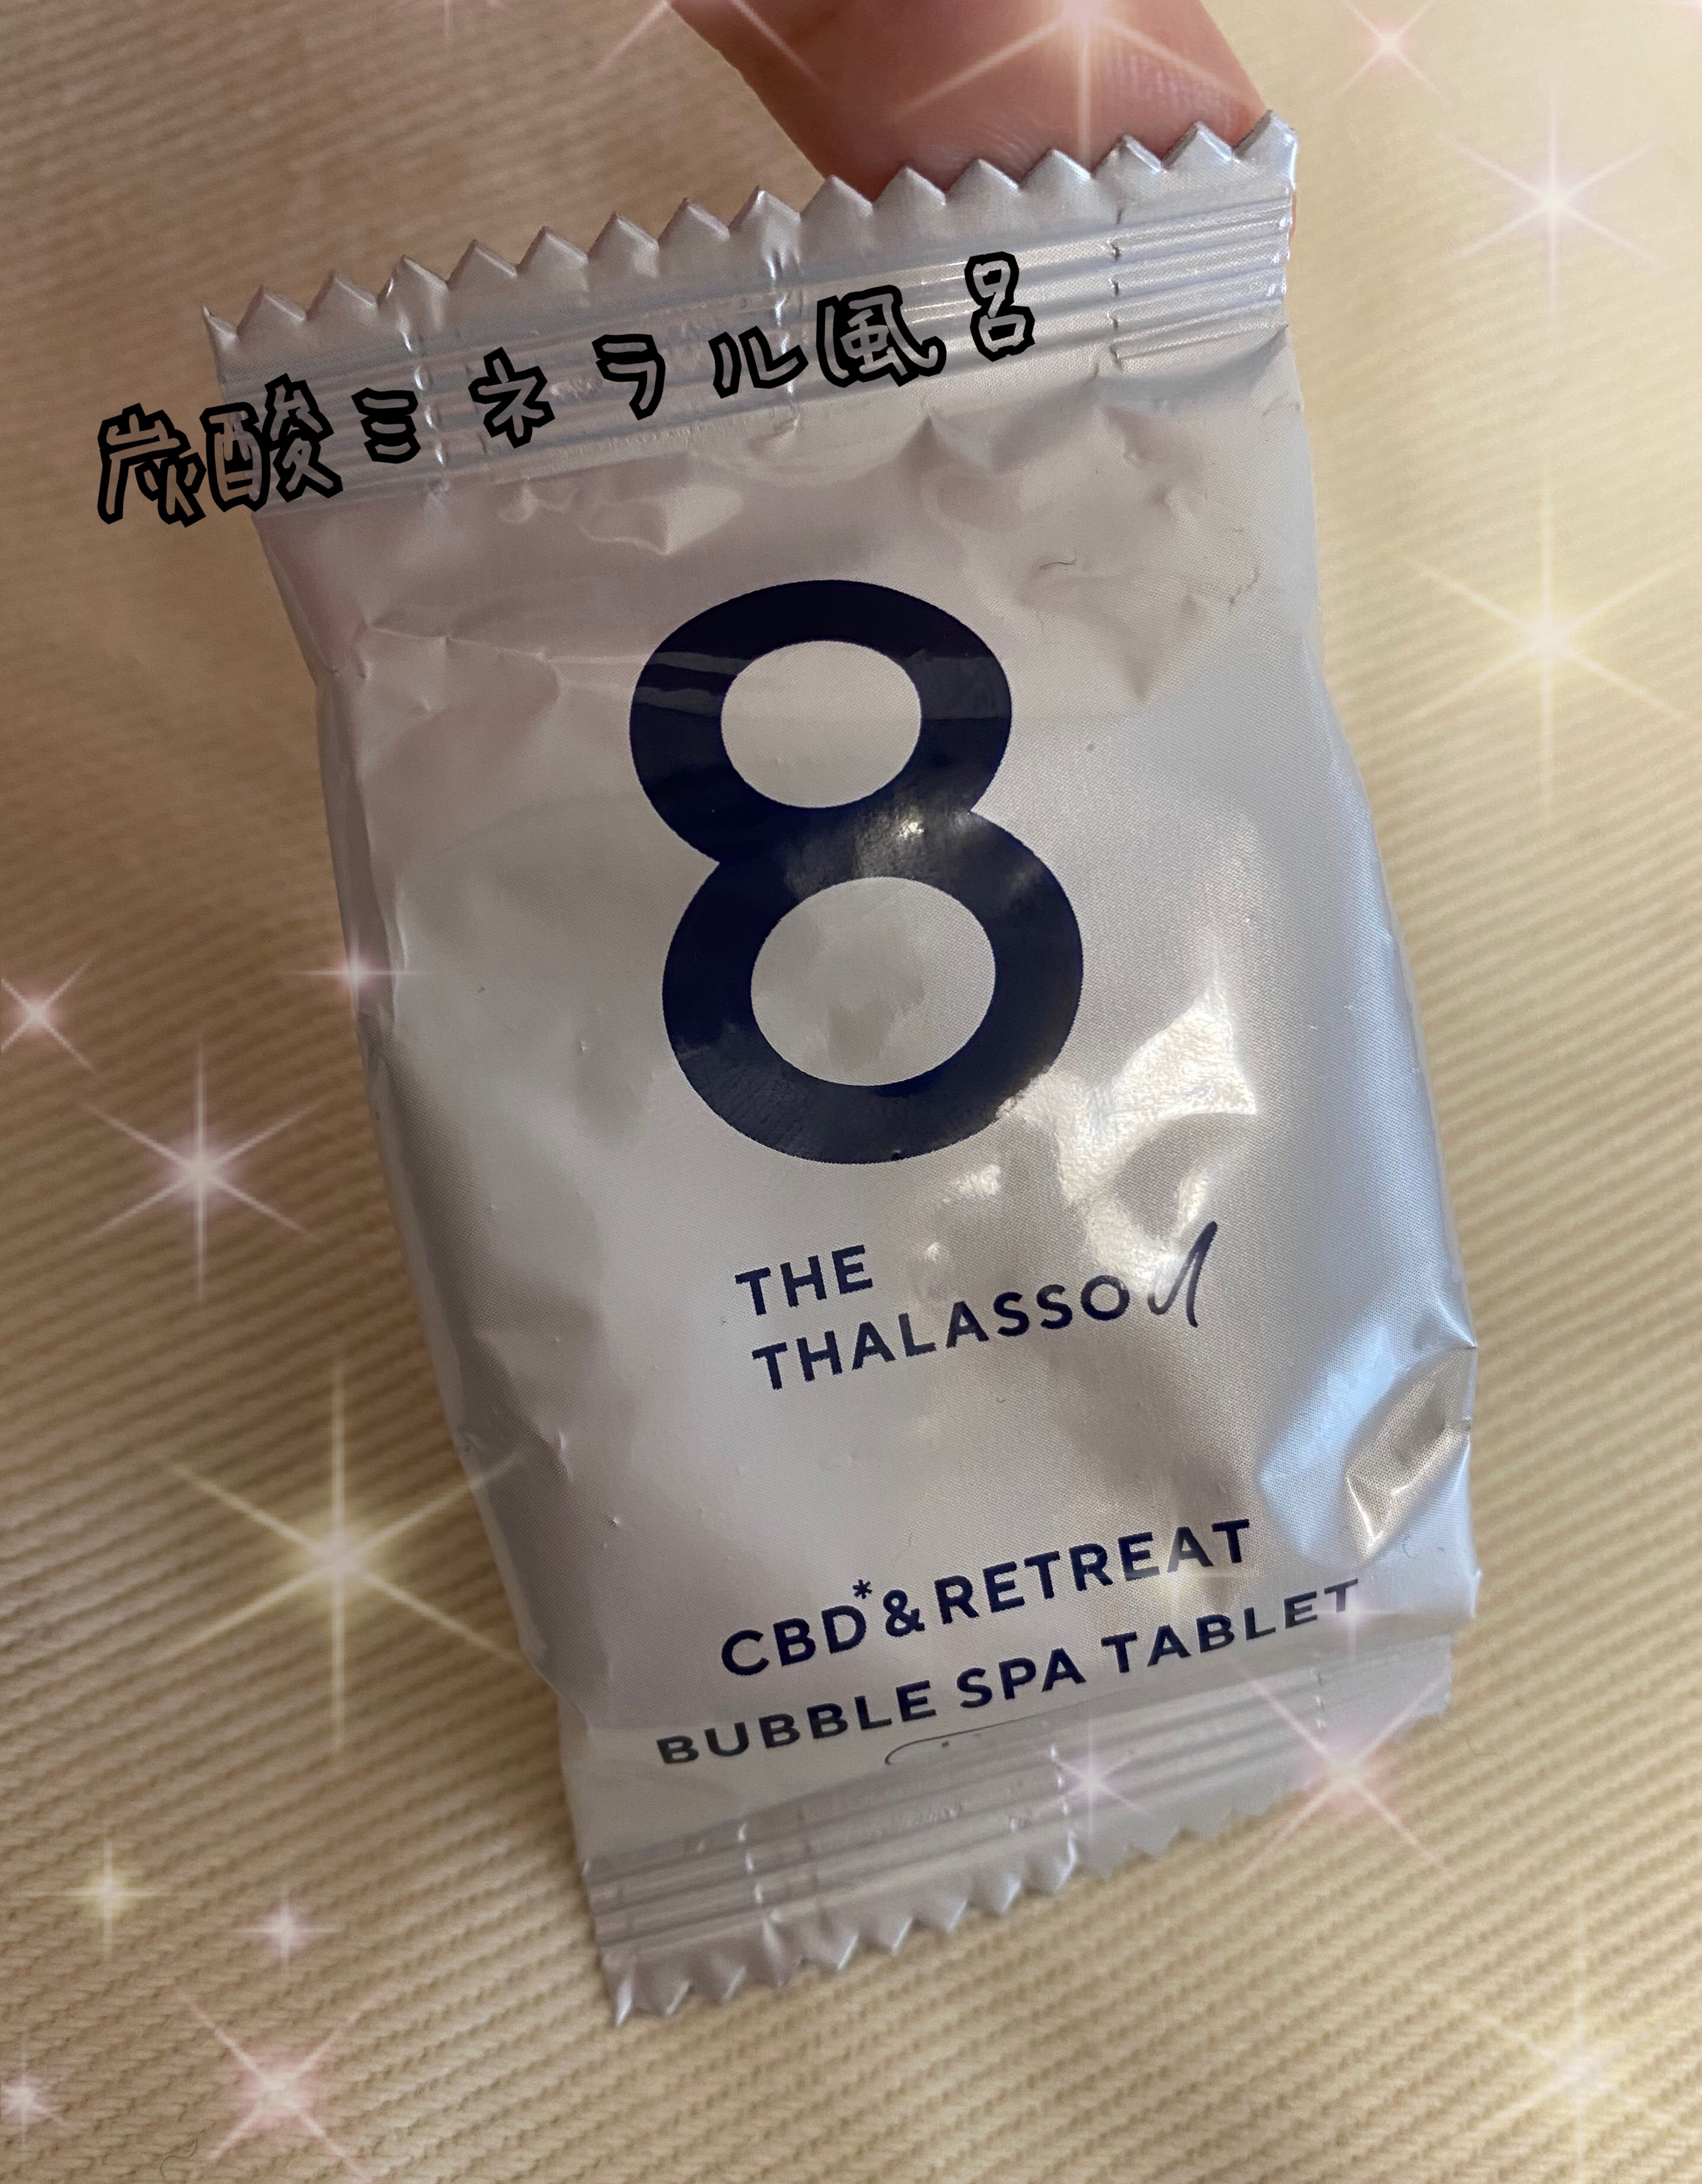 炭酸ミネラル風呂
8
THE
THALASSO
CBD*& RETREAT
BUBBLE SPA TABLET